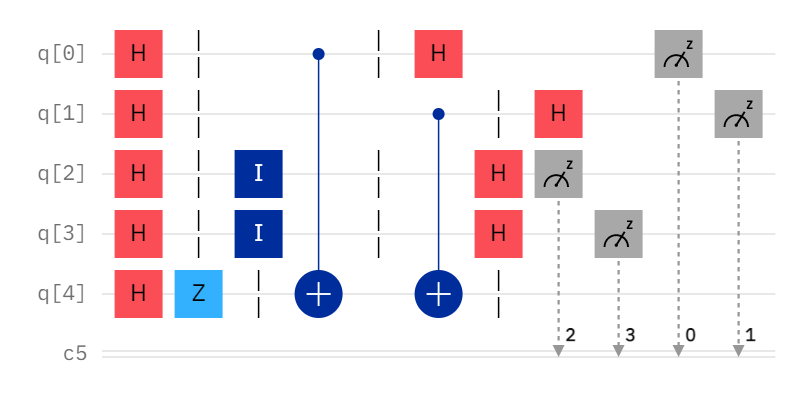 q[0] H H z
q[1] H H z
q[2] H I H z
q[3] H I H z
q[4] H Z
c5 2 3 0 1